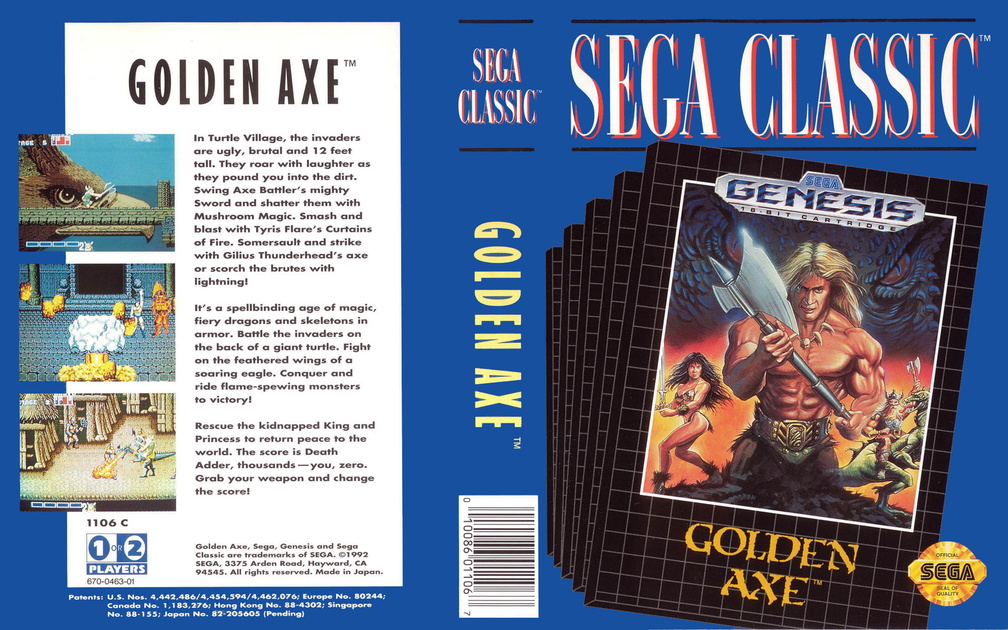 GOLDEN AXE™
In Turtle Village, the invaders
are ugly, brutal and 12 feet
tall. They roar with laughter as
they pound you into the dirt.
Swing Axe Battler's mighty
Sword and shatter them with
Mushroom Magic. Smash and
blast with Tyris Flare's Curtains
of Fire. Somersault and strike
with Gilius Thunderhead's axe
or scorch the brutes with
lightning!
It's a spellbinding age of magic,
fiery dragons and skeletons in
armor. Battle the invaders on
the back of a giant turtle. Fight
on the feathered wings of a
soaring eagle. Conquer and
ride flame-spewing monsters
to victory!
Rescue the kidnapped King and
Princess to return peace to the
world. The score is Death
Adder, thousands—you, zero.
Grab your weapon and change
the score!
1106 C
1 OR 2
PLAYERS
670-0463-01
Golden Axe, Sega, Genesis and Sega
Classic are trademarks of SEGA. ©1992
SEGA, 3375 Arden Road, Hayward, CA
94545. All rights reserved. Made in Japan.
Patents: U.S. Nos. 4,442,486/4,454,594/4,462,076; Europe No. 80244;
Canada No. 1,183,276; Hong Kong No. 88-4302; Singapore
No. 88-155; Japan No. 82-205605 (Pending)
SEGA
CLASSIC™
GOLDEN AXE™
0 10086 01106 7
SEGA CLASSIC™
SEGA
GENESIS
16-BIT CARTRIDGE
GOLDEN
AXE™
OFFICIAL
SEGA
SEAL OF
QUALITY